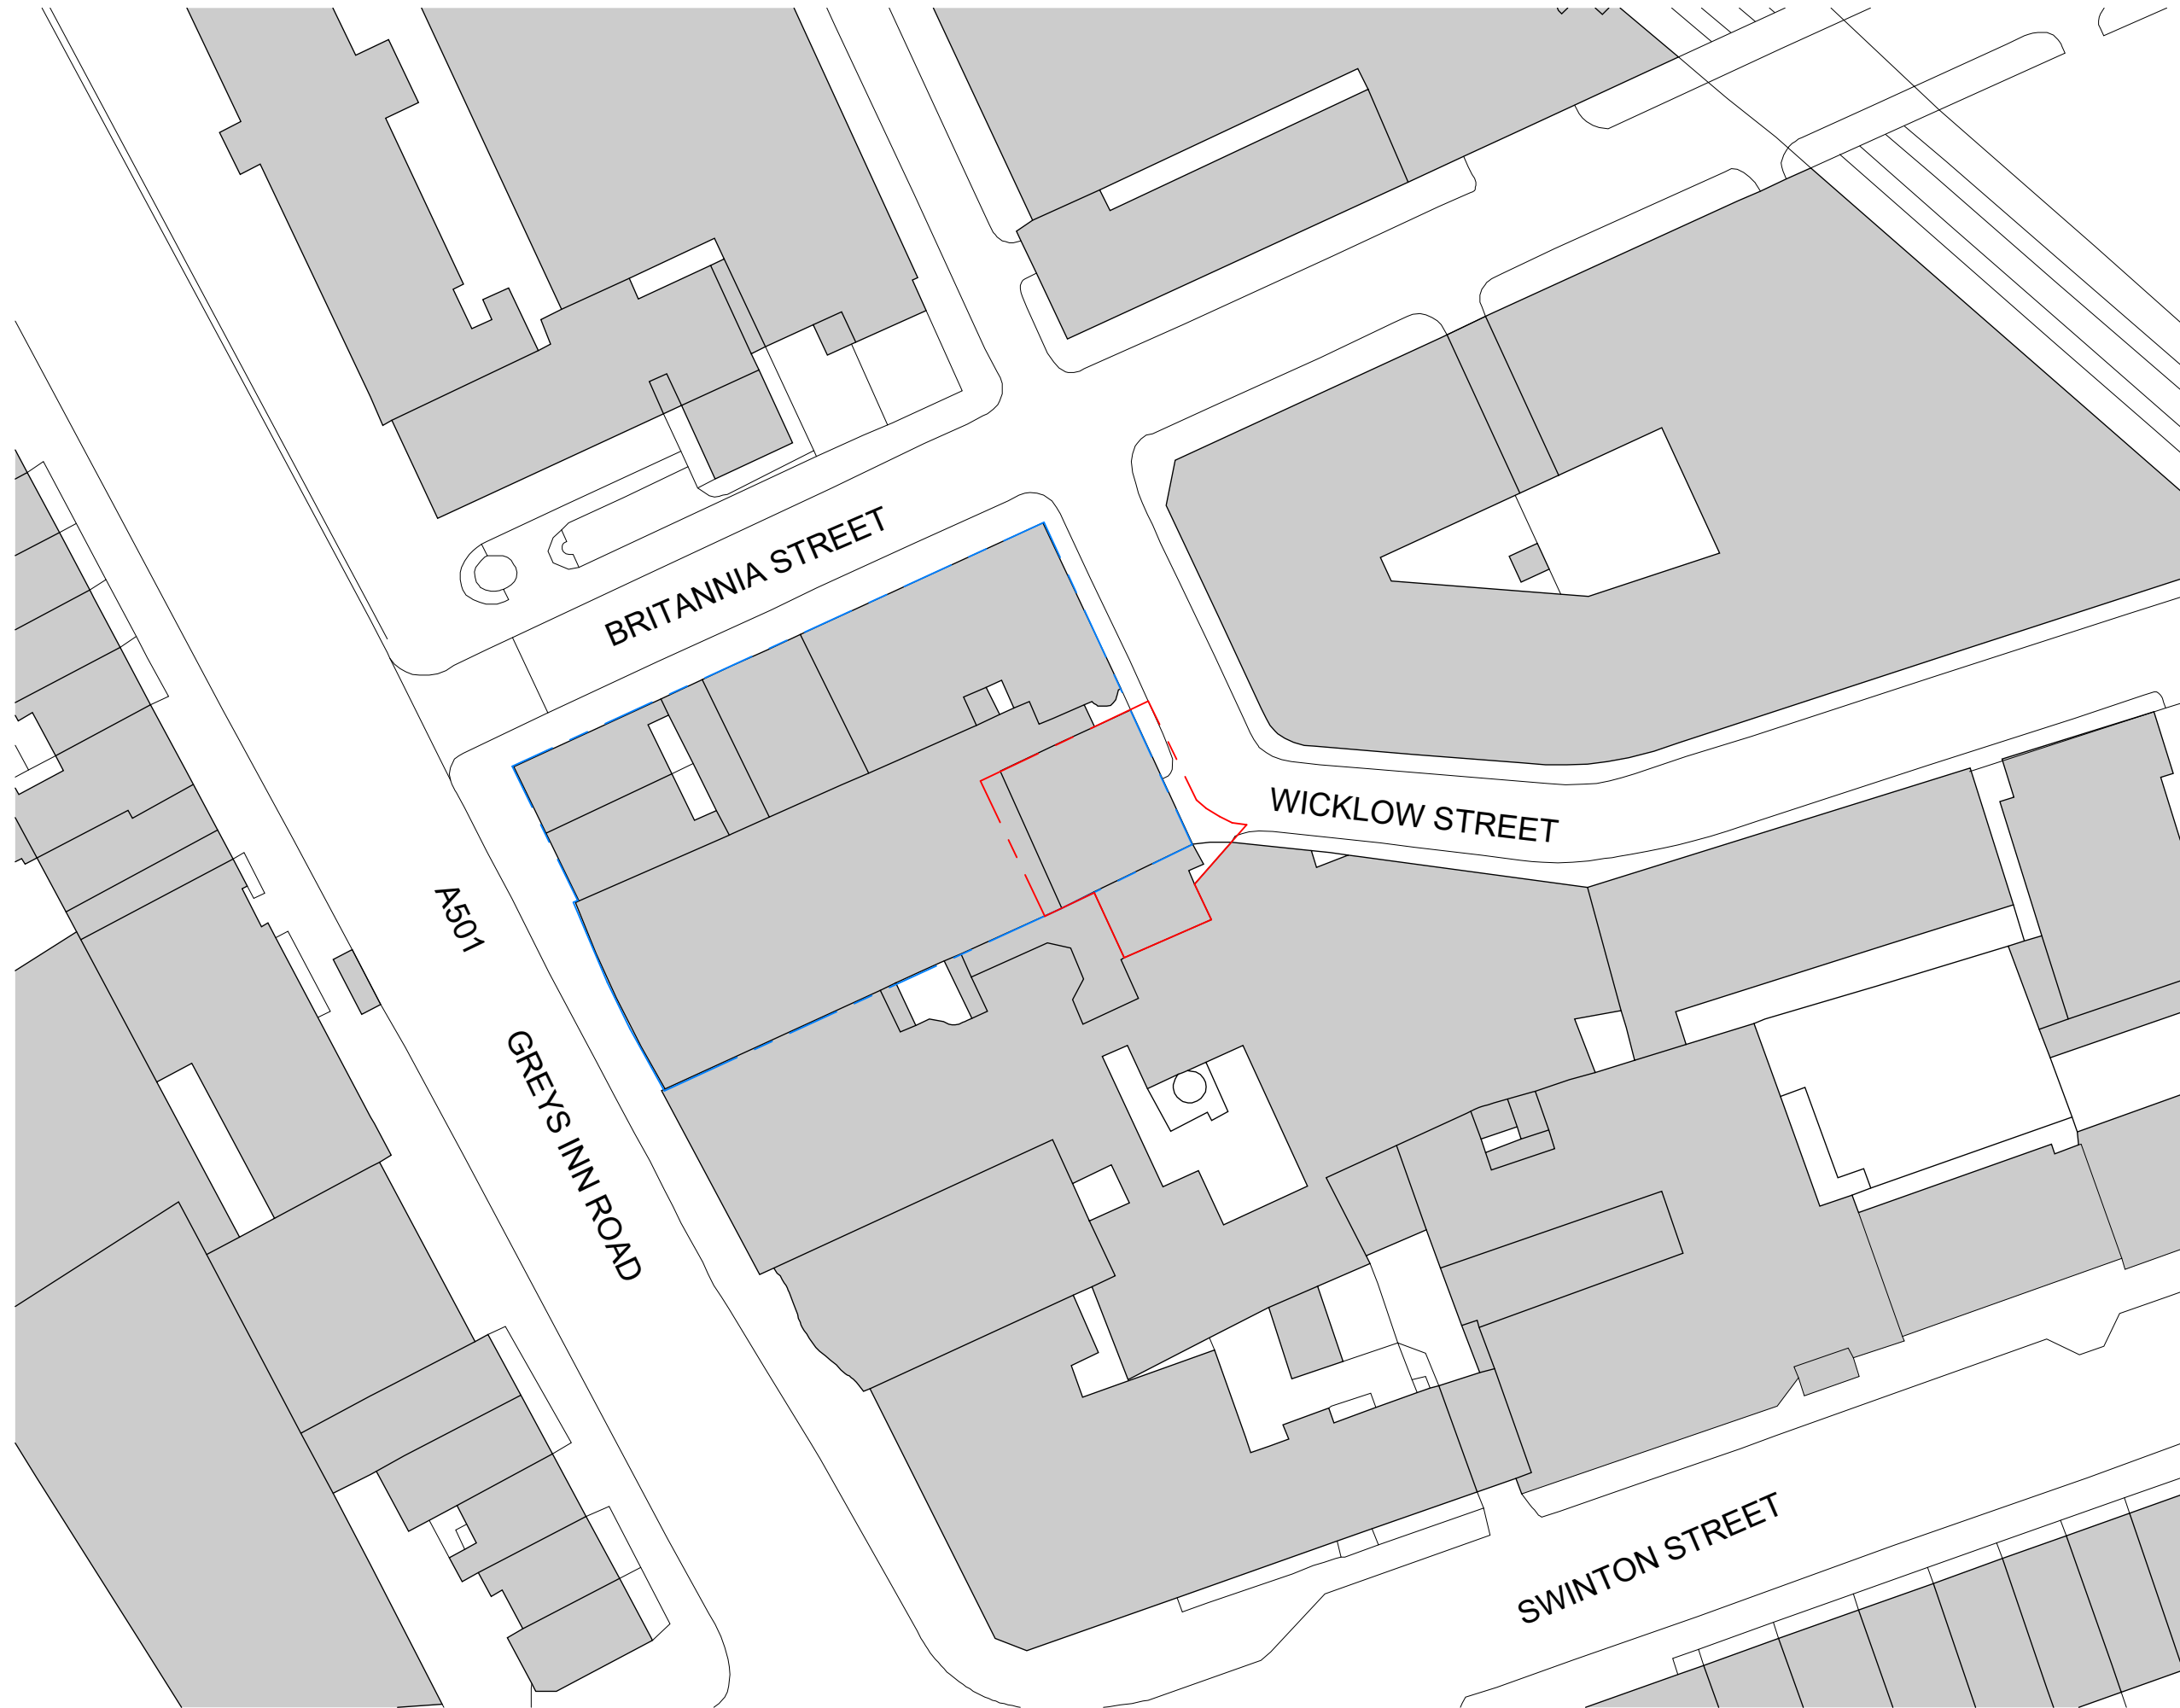 BRITANNIA STREET
WICKLOW STREET
A501
GREYS INN ROAD
SWINTON STREET